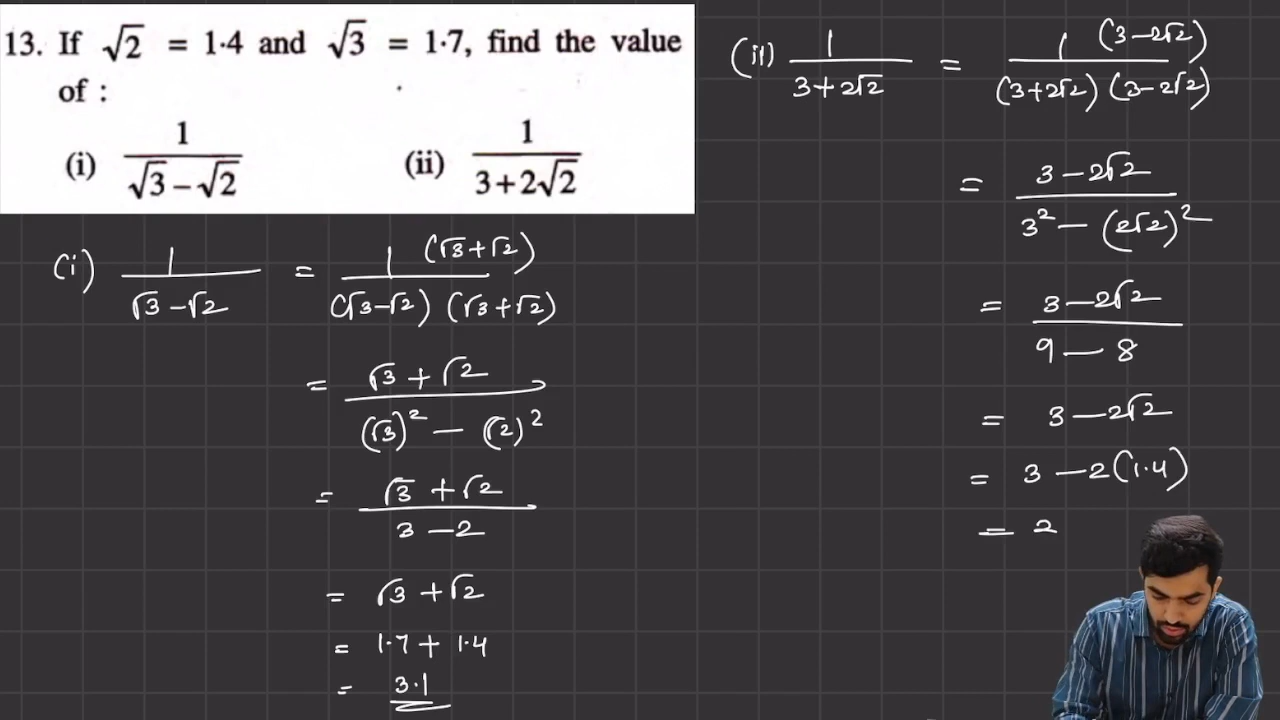 13. If √2 = 1·4 and √3 = 1·7, find the value
of :
(i) 1/(√3 – √2) (ii) 1/(3+2√2)
(i) 1/(√3 – √2) = 1 (√3 + √2)/(√3 – √2) (√3 + √2)
= (√3 + √2)/((√3)² – (√2)²)
= (√3 + √2)/(3 – 2)
= √3 + √2
= 1·7 + 1·4
= 3·1
(ii) 1/(3 + 2√2) = 1 (3 – 2√2)/(3 + 2√2) (3 – 2√2)
= (3 – 2√2)/(3² – (2√2)²)
= (3 – 2√2)/(9 – 8)
= 3 – 2√2
= 3 – 2(1·4)
= 2